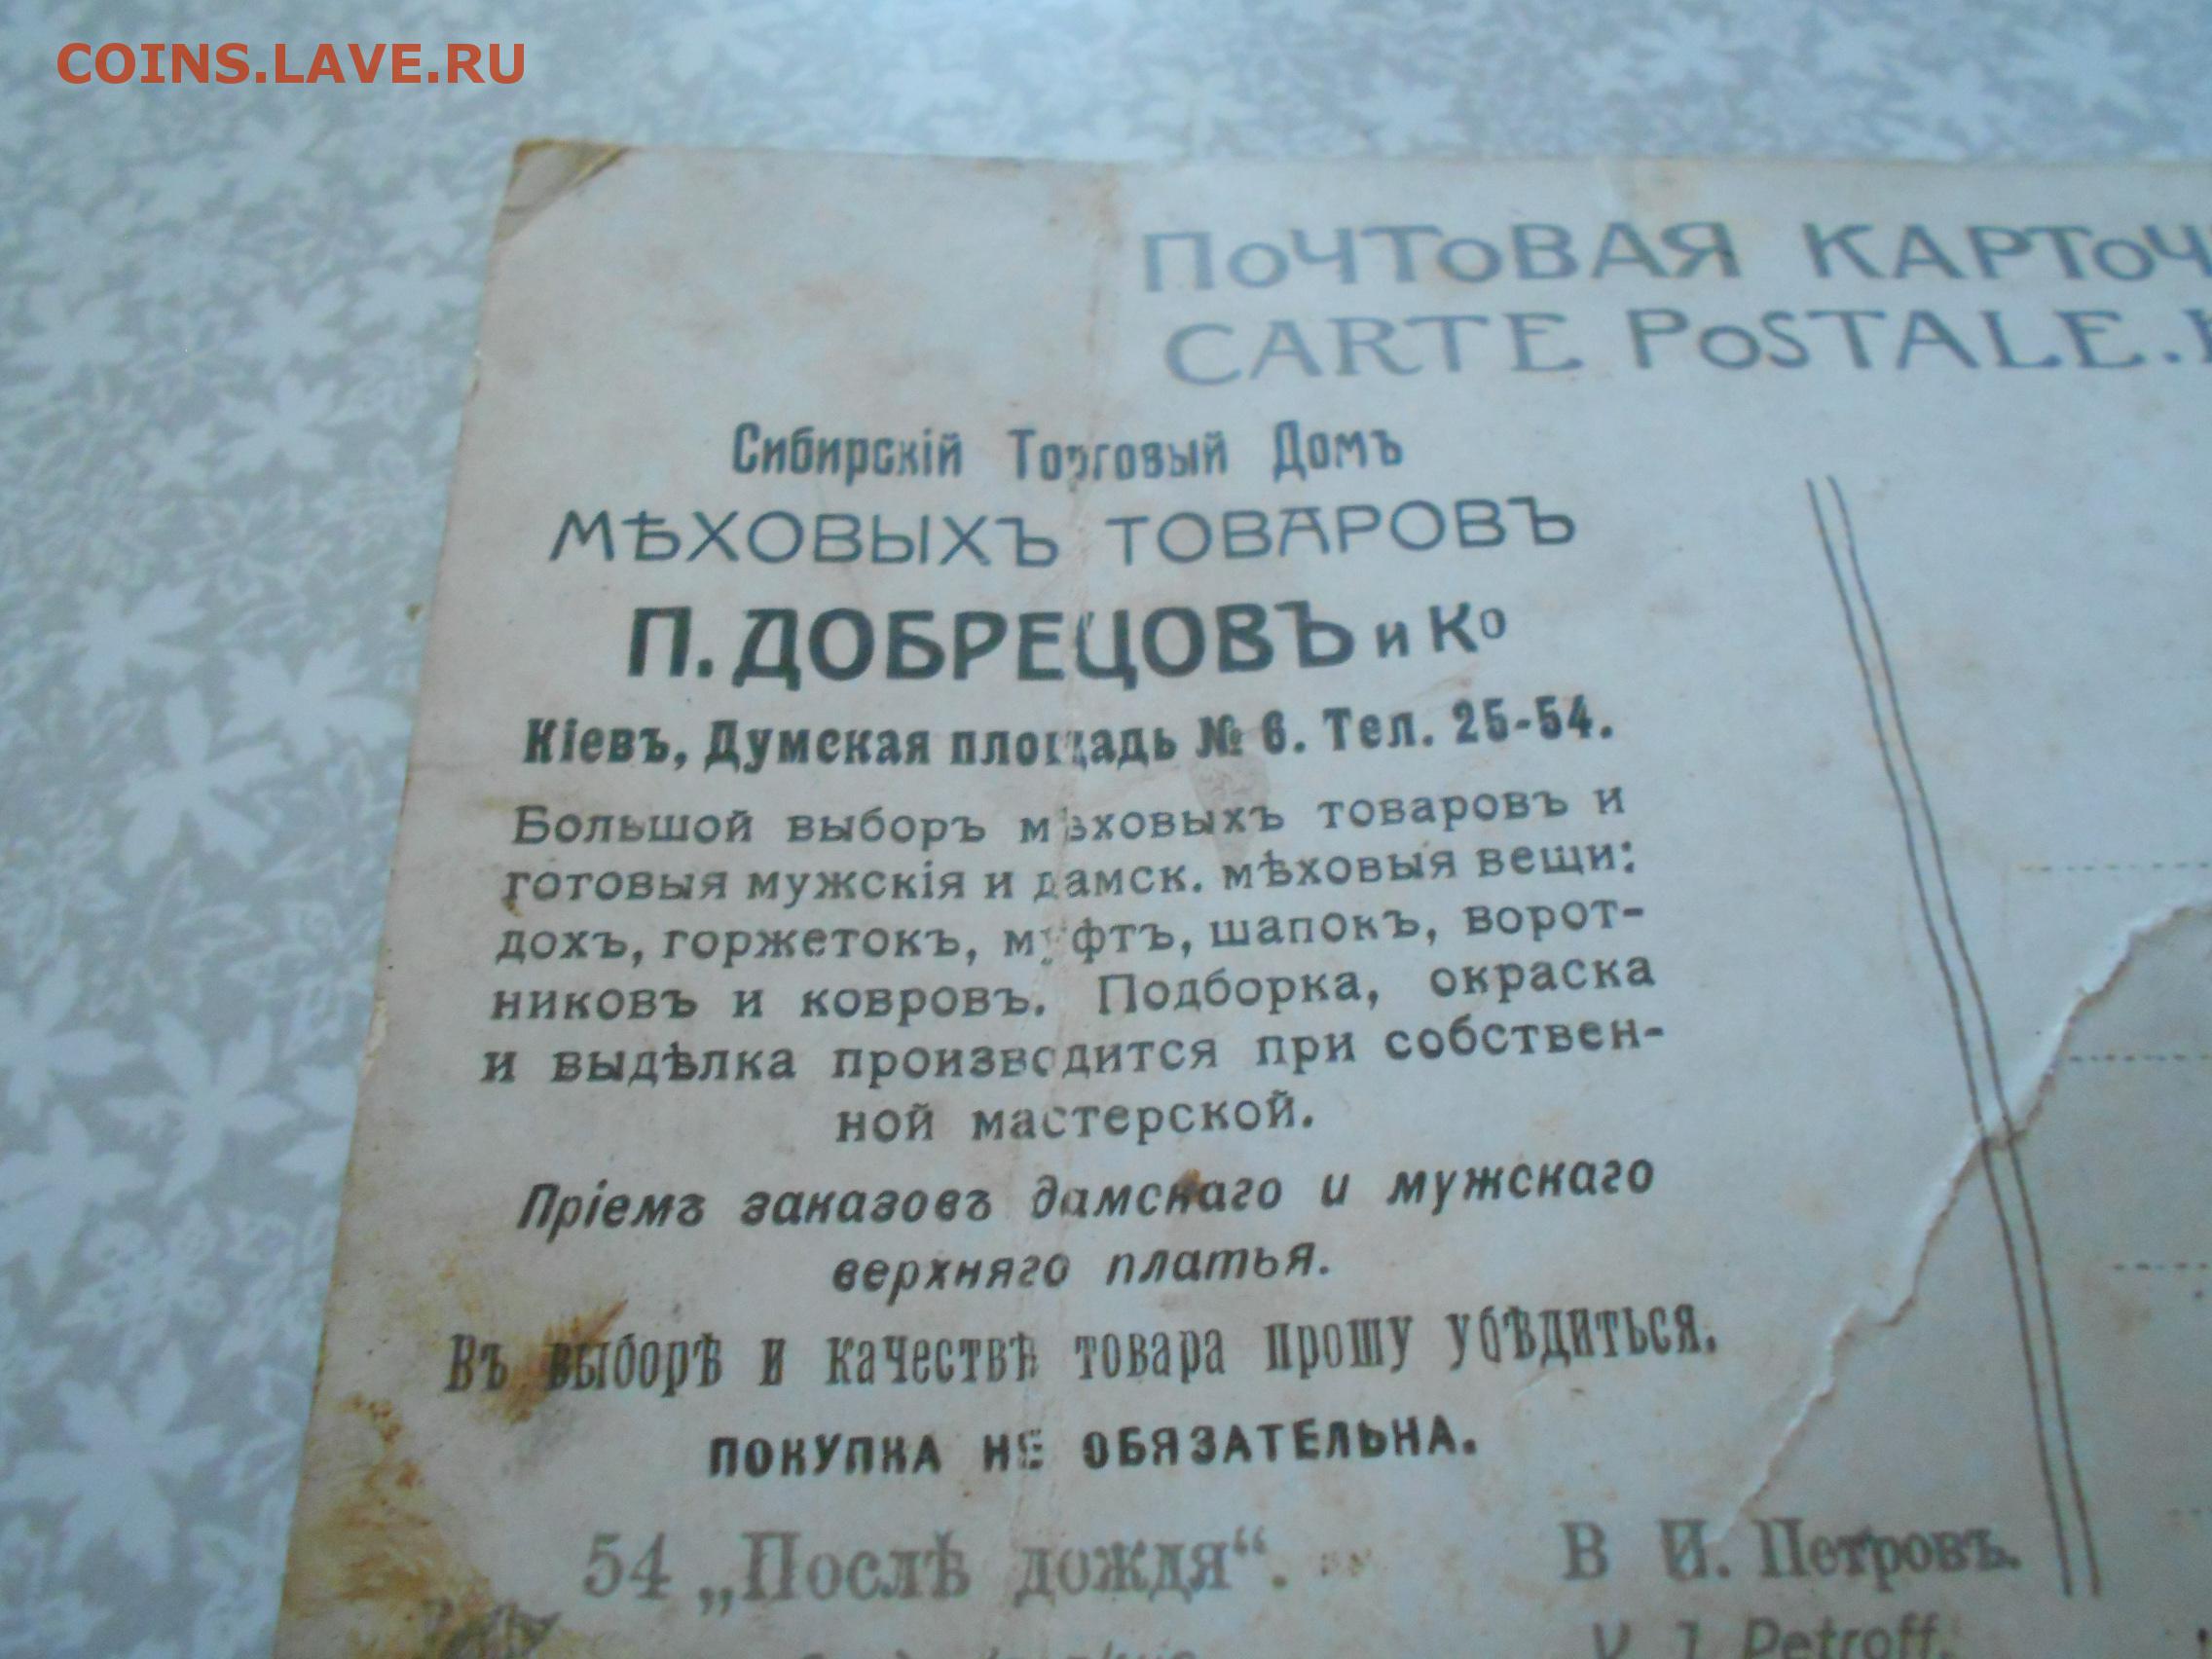 COINS.LAVE.RU
ПОЧТОВАЯ
CARTE POSTALE.
Сибирскій Торговый Домъ
МѢХОВЫХЪ ТОВАРОВЪ
П. ДОБРЕЦОВЪ и Ко
Кіевъ, Думская площадь № 6. Тел. 25-54.
Большой выборъ мѣховыхъ товаровъ и
готовыя мужскія и дамск. мѣховыя вещи:
дохъ, горжетокъ, муфтъ, шапокъ, ворот-
никовъ и ковровъ. Подборка, окраска
и выдѣлка производится при собствен-
ной мастерской.
Пріемъ заказовъ дамскаго и мужскаго
верхняго платья.
Въ выборѣ и качествѣ товара прошу убѣдиться.
ПОКУПКА НЕ ОБЯЗАТЕЛЬНА.
54 „Послѣ дождя“. В И. Петровъ.
V. J. Petroff.